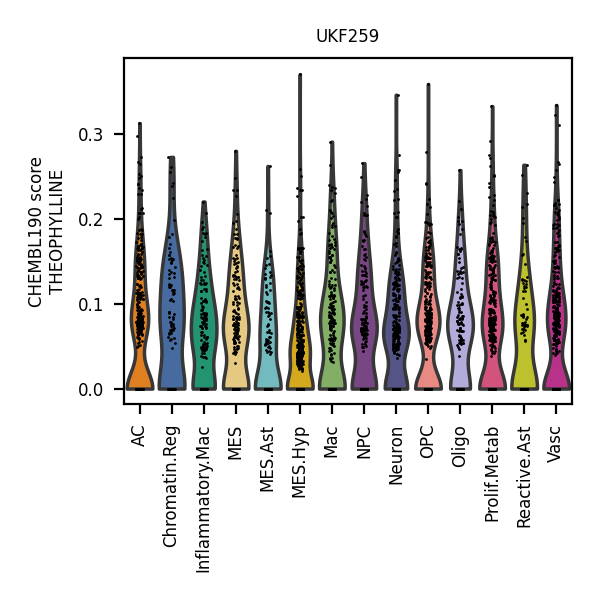 UKF259
CHEMBL190 score
THEOPHYLLINE
0.3
0.2
0.1
0.0
AC
Chromatin.Reg
Inflammatory.Mac
MES
MES.Ast
MES.Hyp
Mac
NPC
Neuron
OPC
Oligo
Prolif.Metab
Reactive.Ast
Vasc